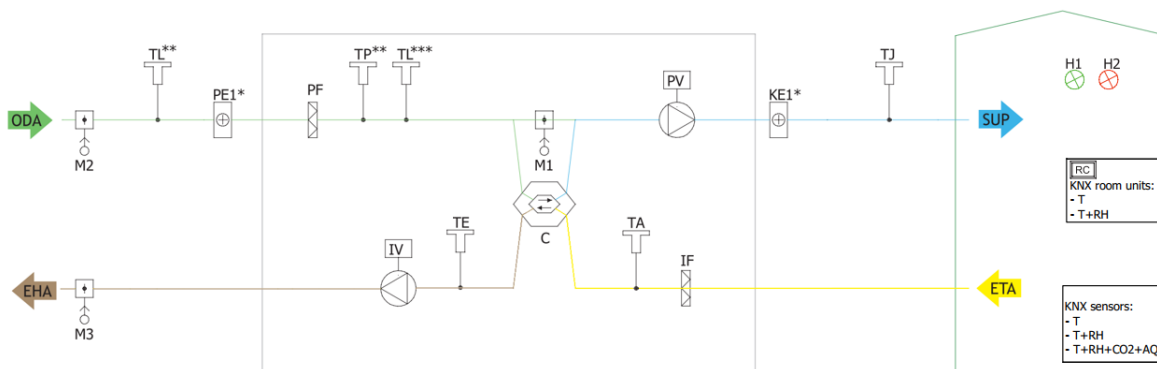 TL**
TP**
TL***
TJ
H1
H2
PE1*
PF
PV
KE1*
ODA
SUP
M2
M1
RC
KNX room units:
- T
- T+RH
C
TE
TA
IV
IF
EHA
ETA
M3
KNX sensors:
- T
- T+RH
- T+RH+CO2+AQ